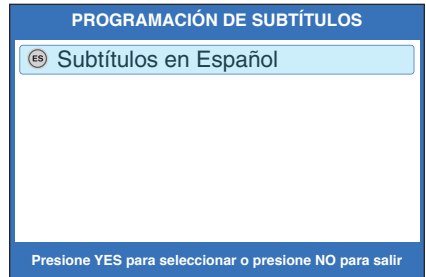 PROGRAMACIÓN DE SUBTÍTULOS
ES Subtítulos en Español
Presione YES para seleccionar o presione NO para salir